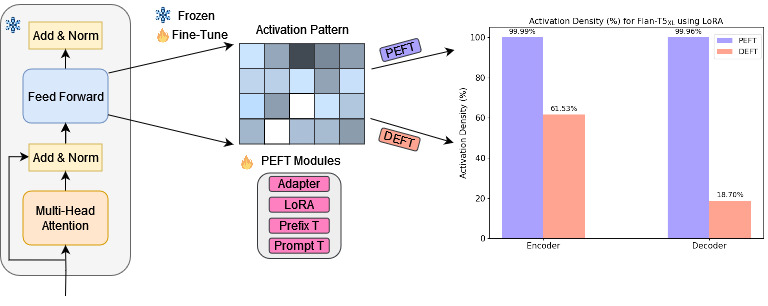 Add & Norm
Feed Forward
Add & Norm
Multi-Head
Attention
Frozen
Fine-Tune
Activation Pattern
PEFT
DEFT
PEFT Modules
Adapter
LoRA
Prefix T
Prompt T
Activation Density (%) for Flan-T5XL using LoRA
Activation Density (%)
100
80
60
40
20
0
99.99%
61.53%
99.96%
18.70%
PEFT
DEFT
Encoder
Decoder